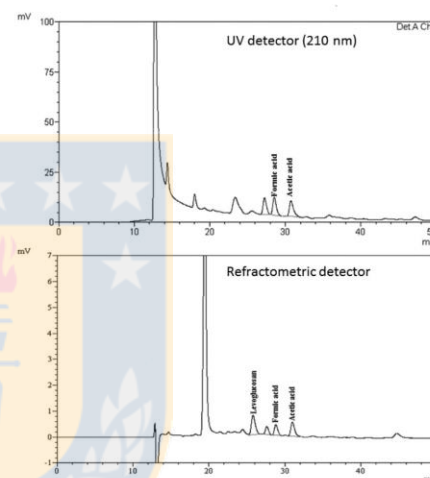 mV
100
Det.A Ch
UV detector (210 nm)
75
50
25
Formic acid
Acetic acid
0
0 10 20 30 40
m
mV
7
Refractometric detector
6
5
4
3
2
1
Levoglucosan
Formic acid
Acetic acid
0
-1
0 10 20 30 40